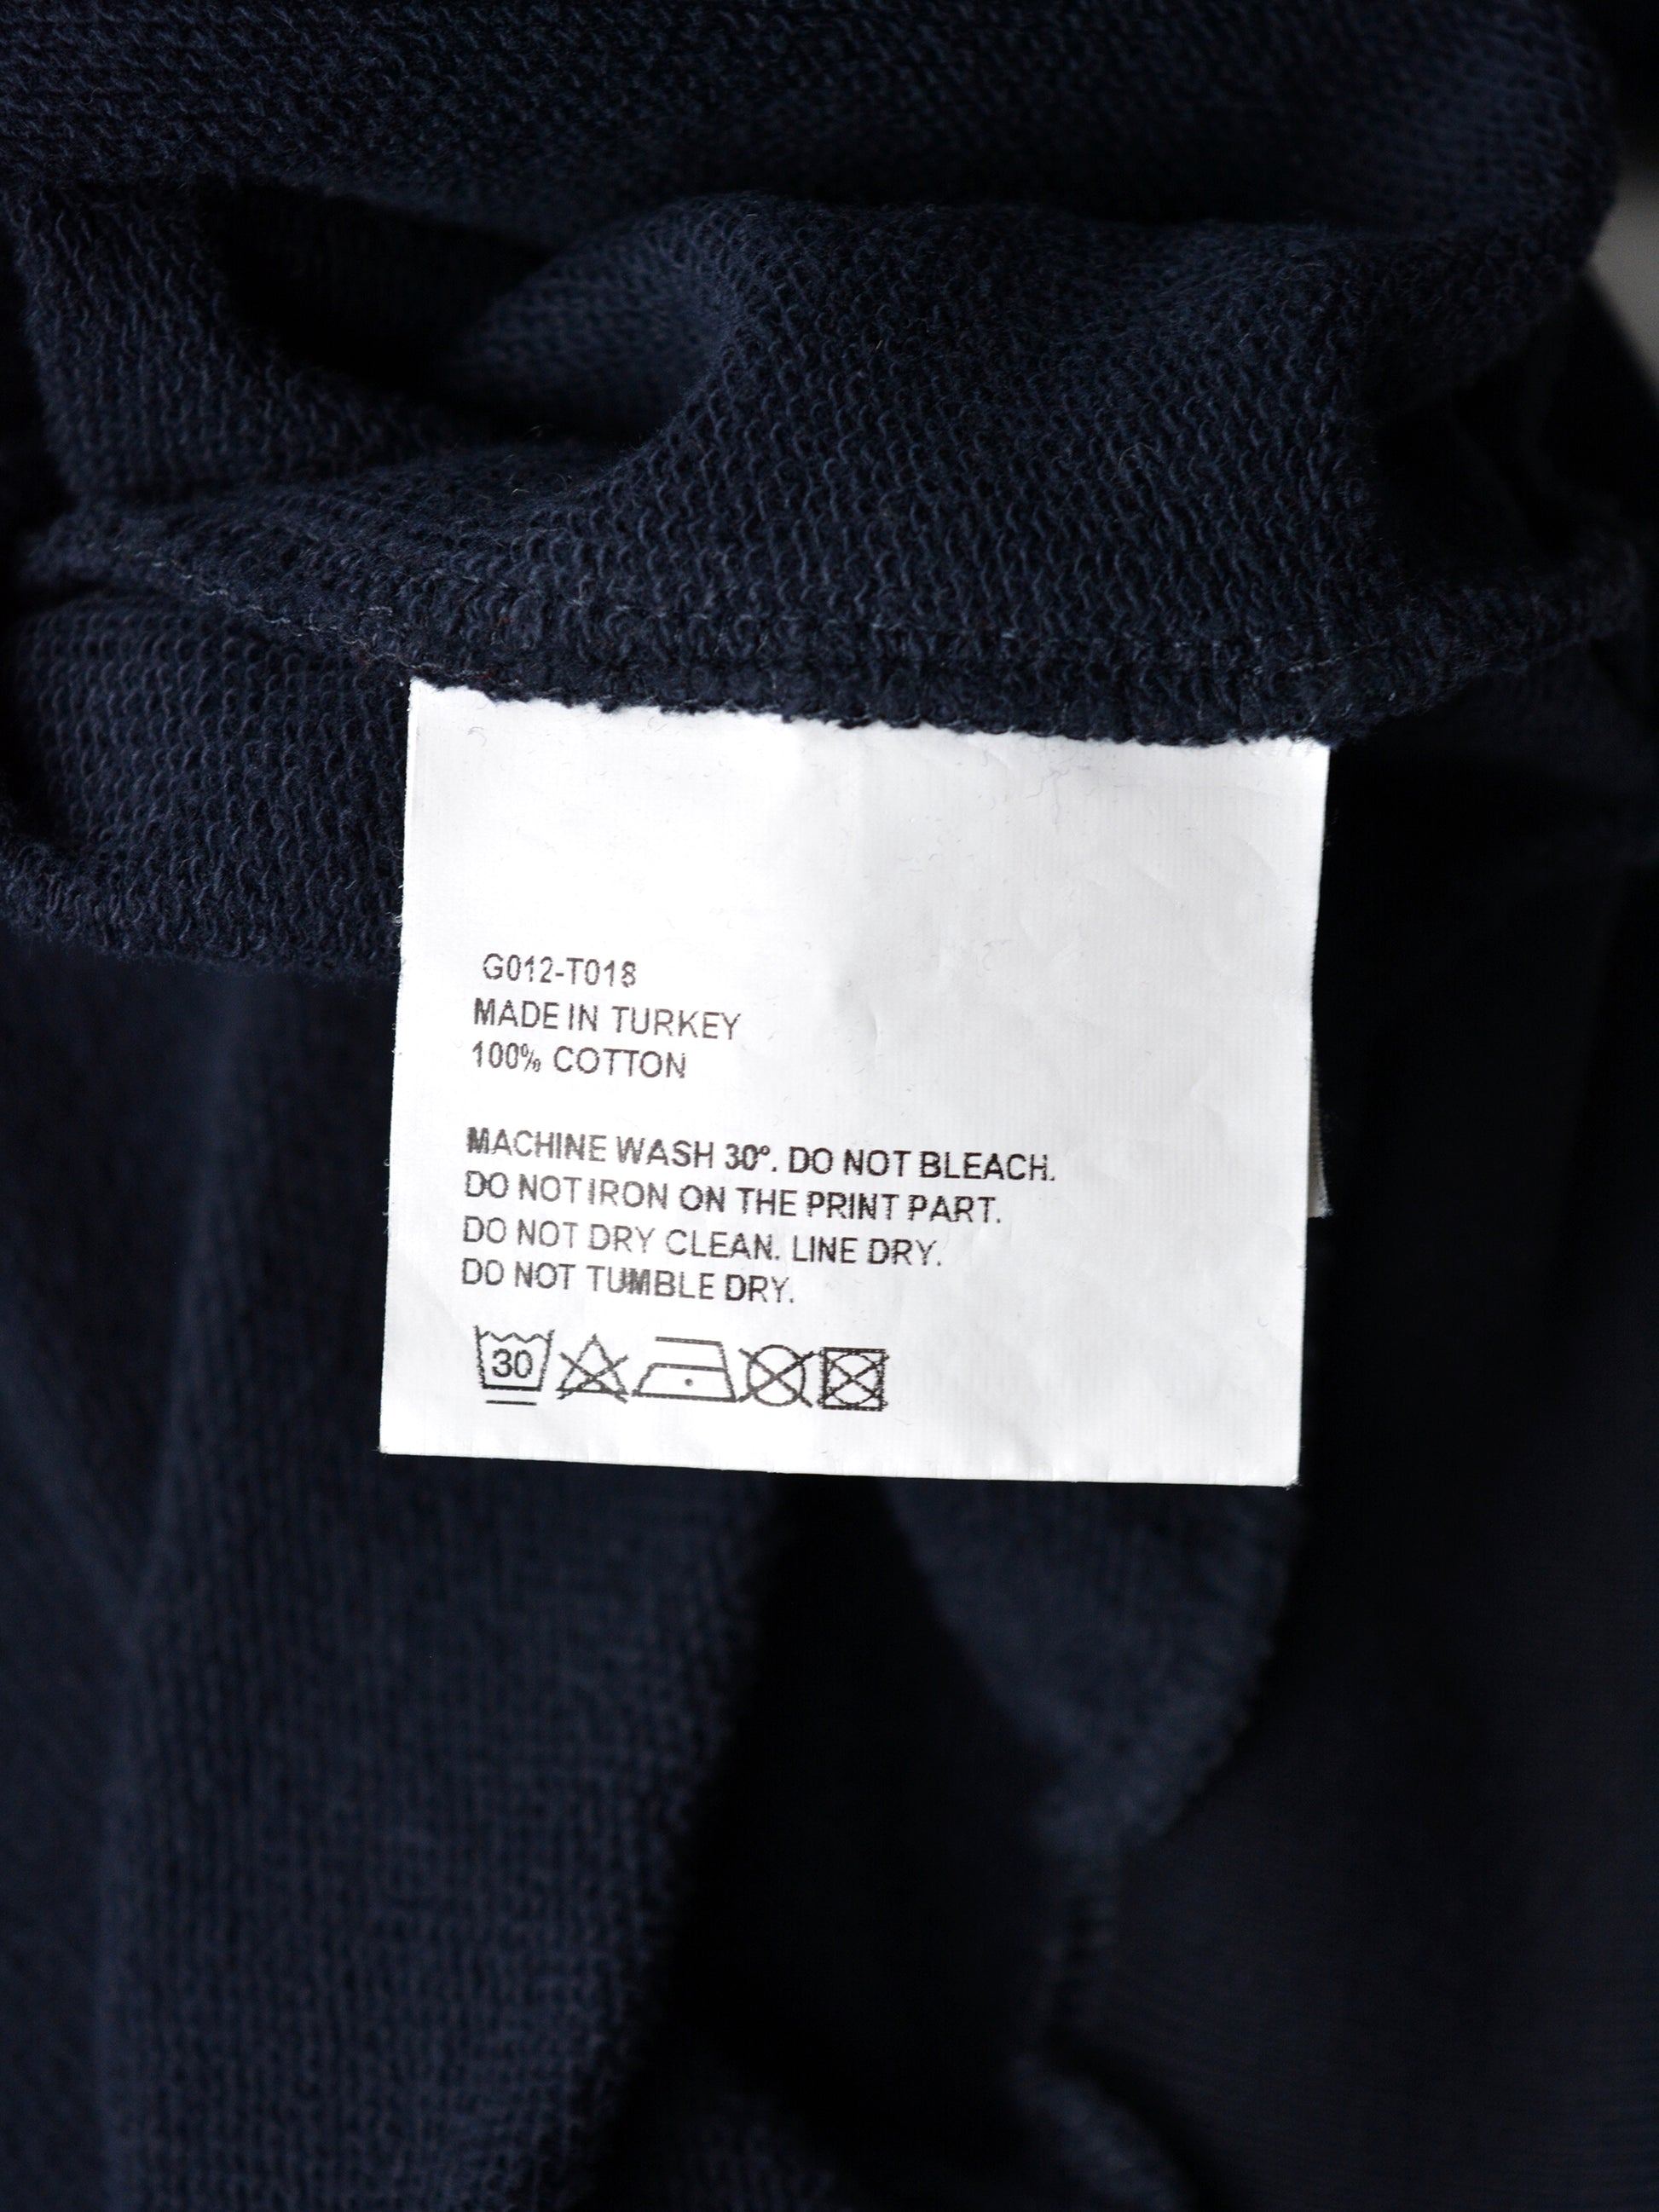 G012-T018
MADE IN TURKEY
100% COTTON
MACHINE WASH 30°. DO NOT BLEACH.
DO NOT IRON ON THE PRINT PART.
DO NOT DRY CLEAN. LINE DRY.
DO NOT TUMBLE DRY.
30